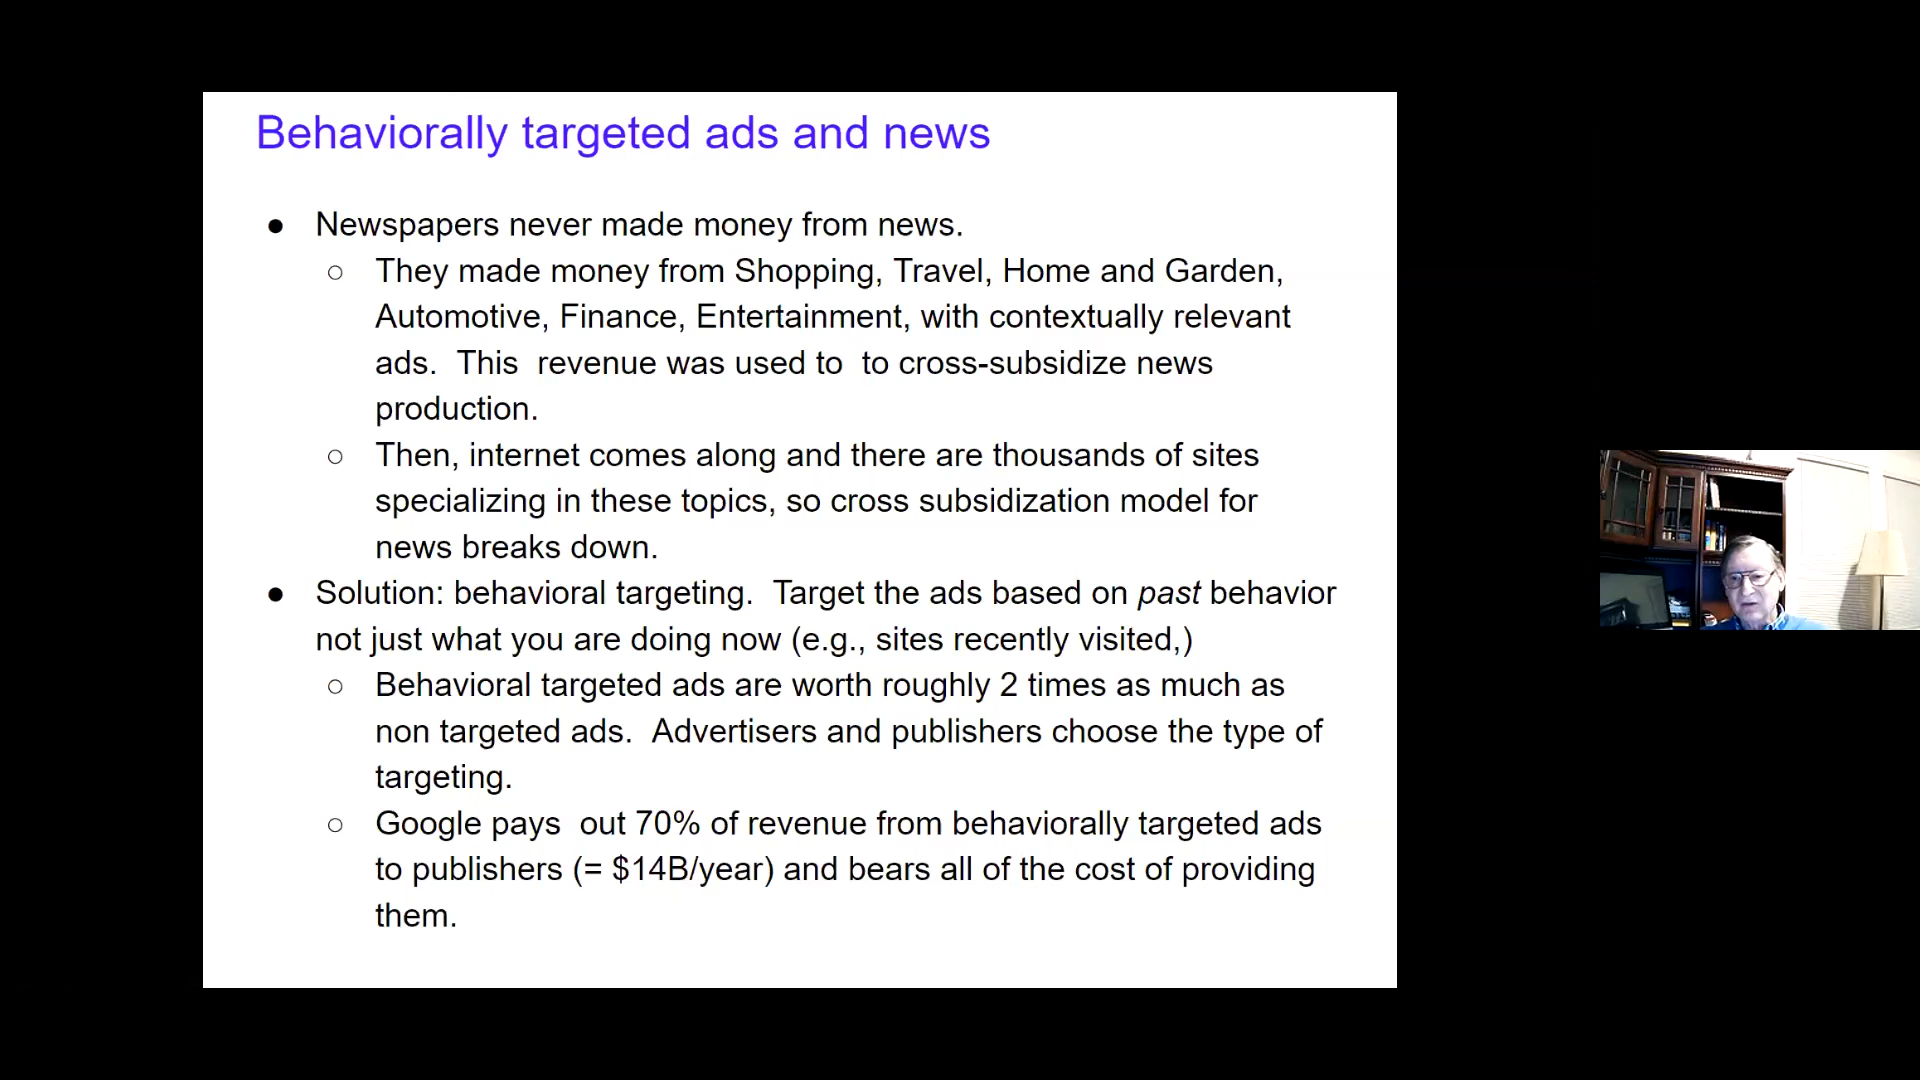 Behaviorally targeted ads and news
● Newspapers never made money from news.
○ They made money from Shopping, Travel, Home and Garden,
Automotive, Finance, Entertainment, with contextually relevant
ads.  This  revenue was used to  to cross-subsidize news
production.
○ Then, internet comes along and there are thousands of sites
specializing in these topics, so cross subsidization model for
news breaks down.
● Solution: behavioral targeting.  Target the ads based on past behavior
not just what you are doing now (e.g., sites recently visited,)
○ Behavioral targeted ads are worth roughly 2 times as much as
non targeted ads.  Advertisers and publishers choose the type of
targeting.
○ Google pays  out 70% of revenue from behaviorally targeted ads
to publishers (= $14B/year) and bears all of the cost of providing
them.